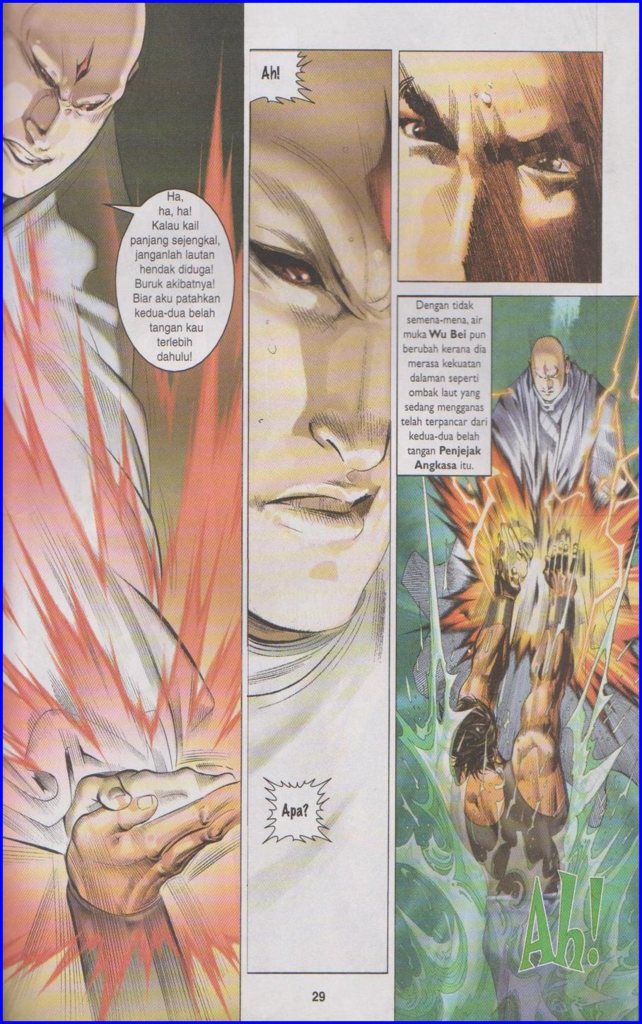 Ha,
ha, ha!
Kalau kail
panjang sejengkal,
janganlah lautan
hendak diduga!
Buruk akibatnya!
Biar aku patahkan
kedua-dua belah
tangan kau
terlebih
dahulu!
Ah!
Apa?
Dengan tidak
semena-mena, air
muka Wu Bei pun
berubah kerana dia
merasa kekuatan
dalaman seperti
ombak laut yang
sedang mengganas
telah terpancar dari
kedua-dua belah
tangan Penjejak
Angkasa itu.
Ah!
29